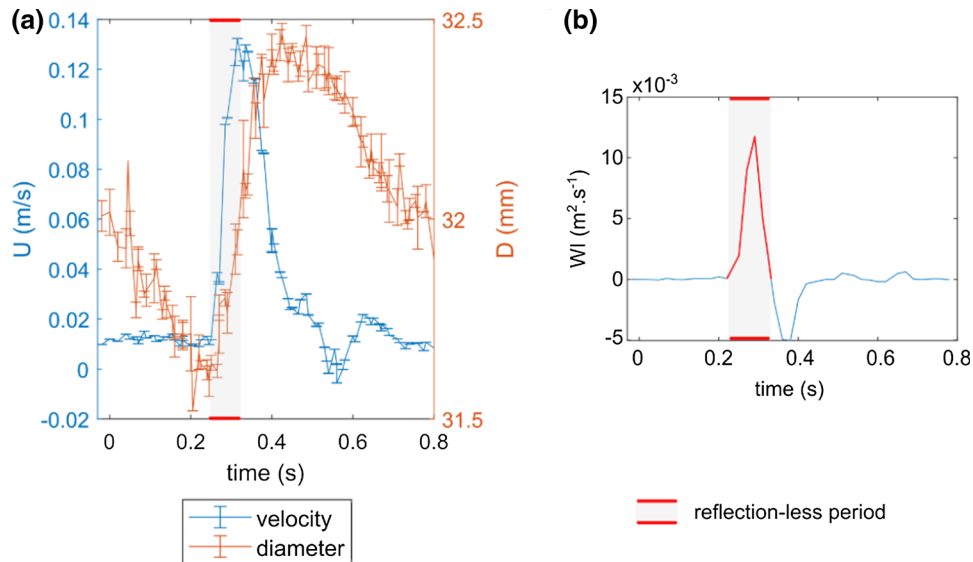 (a)
0.14
0.12
0.1
0.08
0.06
0.04
0.02
0
-0.02
U (m/s)
32.5
32
31.5
D (mm)
0 0.2 0.4 0.6 0.8
time (s)
velocity
diameter
(b)
x10-3
15
10
5
0
-5
WI (m².s-1)
0 0.2 0.4 0.6 0.8
time (s)
reflection-less period